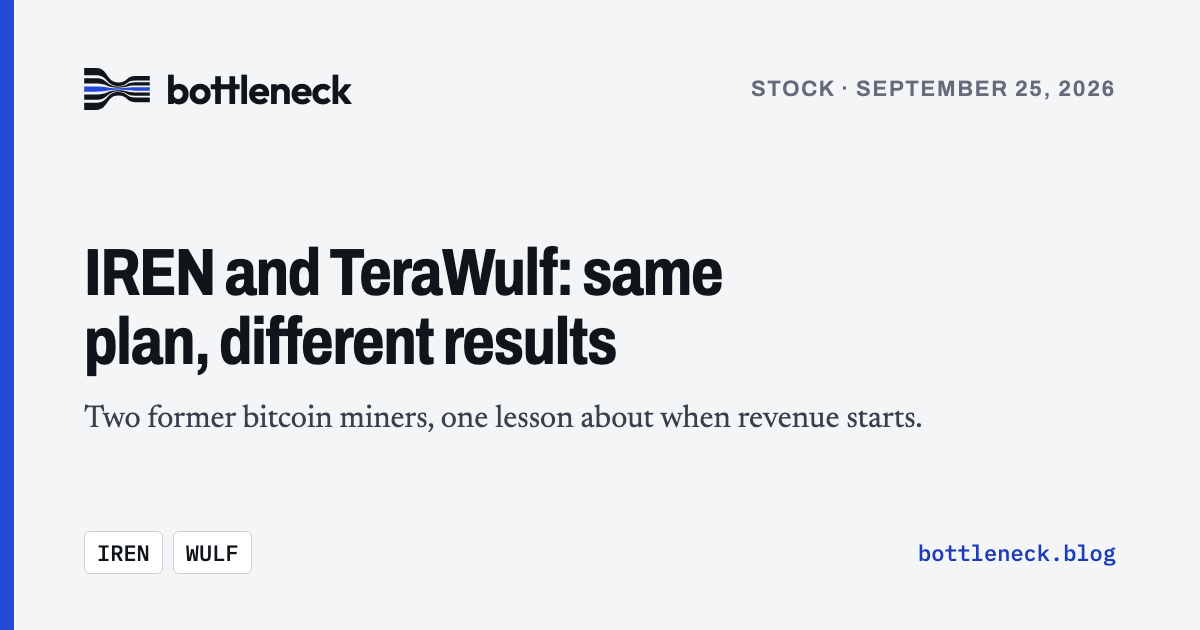 bottleneck
STOCK · SEPTEMBER 25, 2026
IREN and TeraWulf: same
plan, different results
Two former bitcoin miners, one lesson about when revenue starts.
IREN
WULF
bottleneck.blog